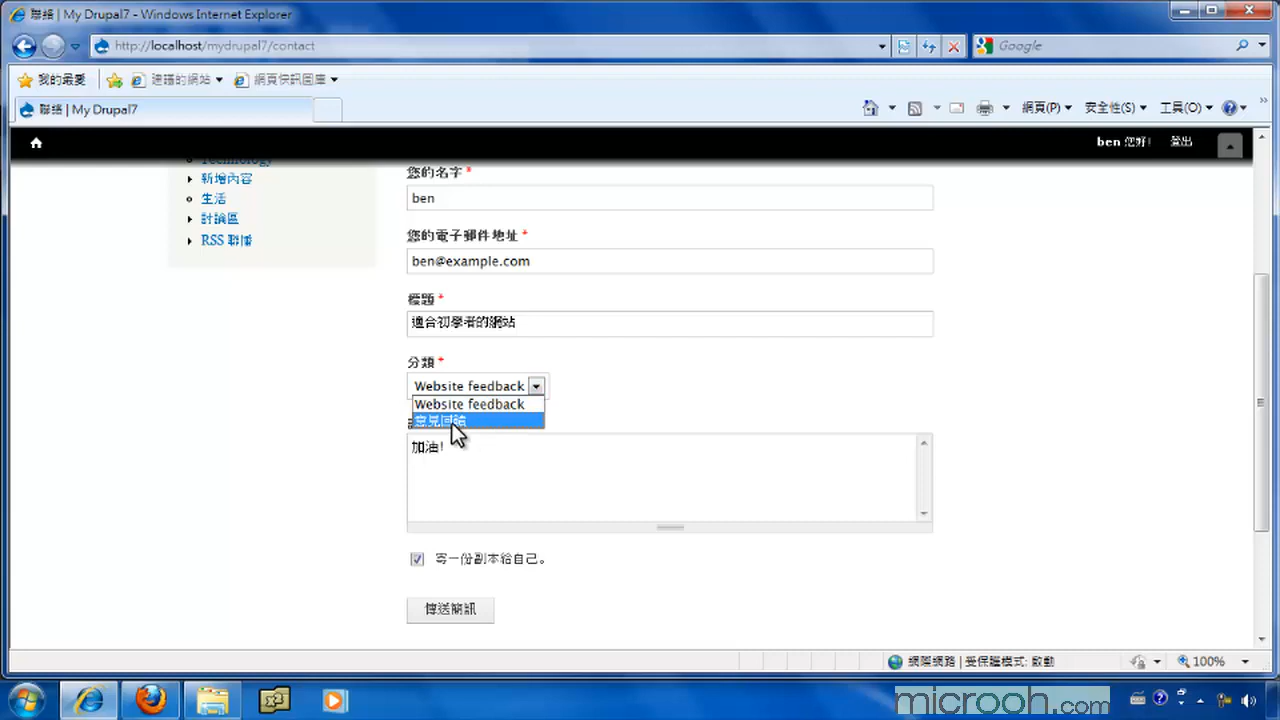 聯絡 | My Drupal7 - Windows Internet Explorer
http://localhost/mydrupal7/contact
Google
我的最愛
建議的網站
網頁快訊圖庫
聯絡 | My Drupal7
網頁(P)
安全性(S)
工具(O)
ben 您好!
登出
Technology
新增內容
生活
討論區
RSS 聯播
您的名字 *
ben
您的電子郵件地址 *
ben@example.com
標題 *
適合初學者的網站
分類 *
Website feedback
Website feedback
意見回饋
加油!
寄一份副本給自己。
傳送簡訊
網際網路 | 受保護模式: 啟動
100%
microoh.com